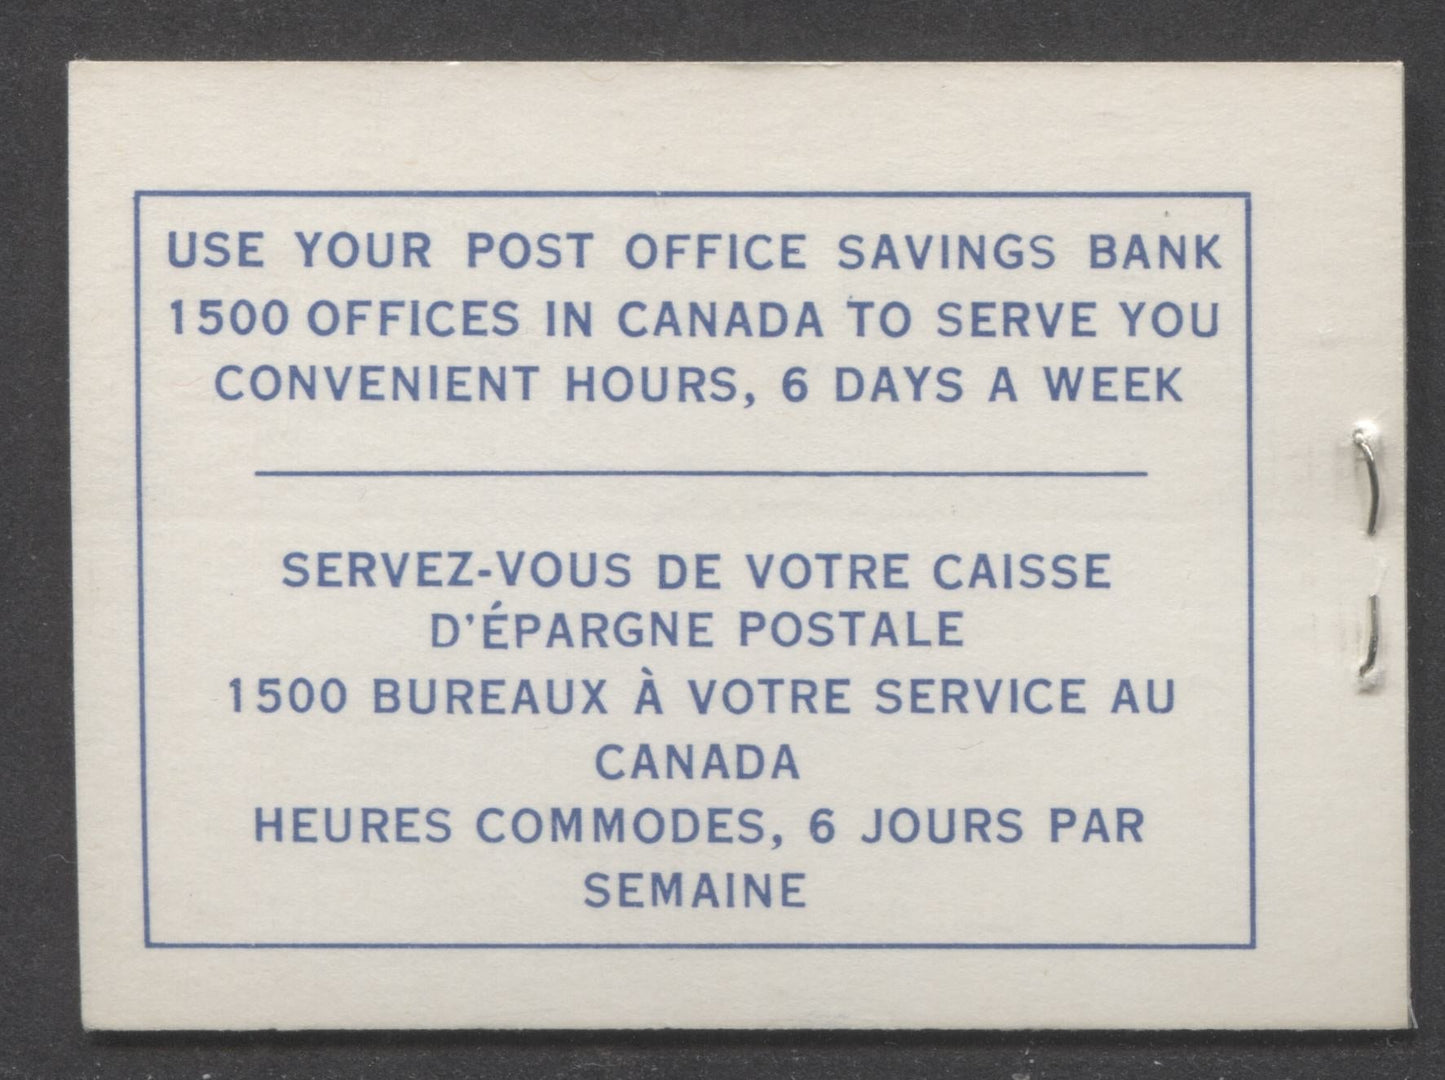 USE YOUR POST OFFICE SAVINGS BANK
1500 OFFICES IN CANADA TO SERVE YOU
CONVENIENT HOURS, 6 DAYS A WEEK
SERVEZ-VOUS DE VOTRE CAISSE
D'ÉPARGNE POSTALE
1500 BUREAUX À VOTRE SERVICE AU
CANADA
HEURES COMMODES, 6 JOURS PAR
SEMAINE